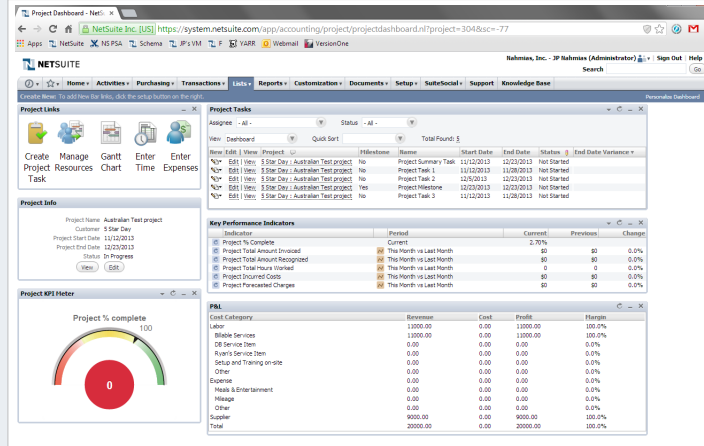 Project Dashboard - NetS
NetSuite Inc. [US] https://system.netsuite.com/app/accounting/project/projectdashboard.nl?project=304&sc=-77
Apps NetSuite NS PSA Schema JP's VM F YARR Webmail VersionOne
NETSUITE
Nahmias, Inc. - JP Nahmias (Administrator) Sign Out Help
Search Go
Home Activities Purchasing Transactions Lists Reports Customization Documents Setup SuiteSocial Support Knowledge Base
Create New: To add new Bar links, click the setup button on the right. Personalize Dashboard
Project Links
Create Project Task
Manage Resources
Gantt Chart
Enter Time
Enter Expenses
Project Info
Project Name Australian Test project
Customer 5 Star Day
Project Start Date 11/12/2013
Project End Date 12/23/2013
Status In Progress
View Edit
Project KPI Meter
Project % complete
100
0
Project Tasks
Assignee - All - Status - All -
View Dashboard Quick Sort Total Found: 5
New Edit | View Project Milestone Name Start Date End Date Status End Date Variance
Edit | View 5 Star Day : Australian Test project No Project Summary Task 11/12/2013 12/23/2013 Not Started
Edit | View 5 Star Day : Australian Test project No Project Task 1 11/12/2013 11/28/2013 Not Started
Edit | View 5 Star Day : Australian Test project No Project Task 2 12/5/2013 12/23/2013 Not Started
Edit | View 5 Star Day : Australian Test project Yes Project Milestone 12/23/2013 12/23/2013 Not Started
Edit | View 5 Star Day : Australian Test project No Project Task 3 11/12/2013 11/28/2013 Not Started
Key Performance Indicators
Indicator Period Current Previous Change
Project % Complete Current 2.70%
Project Total Amount Invoiced This Month vs Last Month $0 $0 0.0%
Project Total Amount Recognized This Month vs Last Month $0 $0 0.0%
Project Total Hours Worked This Month vs Last Month 0 0 0.0%
Project Incurred Costs This Month vs Last Month $0 $0 0.0%
Project Forecasted Charges This Month vs Last Month $0 $0 0.0%
P&L
Cost Category Revenue Cost Profit Margin
Labor 11000.00 0.00 11000.00 100.0%
Billable Services 11000.00 0.00 11000.00 100.0%
DB Service Item 0.00 0.00 0.00 0.0%
Ryan's Service Item 0.00 0.00 0.00 0.0%
Setup and Training on-site 0.00 0.00 0.00 0.0%
Other 0.00 0.00 0.00 0.0%
Expense 0.00 0.00 0.00 0.0%
Meals & Entertainment 0.00 0.00 0.00 0.0%
Mileage 0.00 0.00 0.00 0.0%
Other 0.00 0.00 0.00 0.0%
Supplier 9000.00 0.00 9000.00 100.0%
Total 20000.00 0.00 20000.00 100.0%